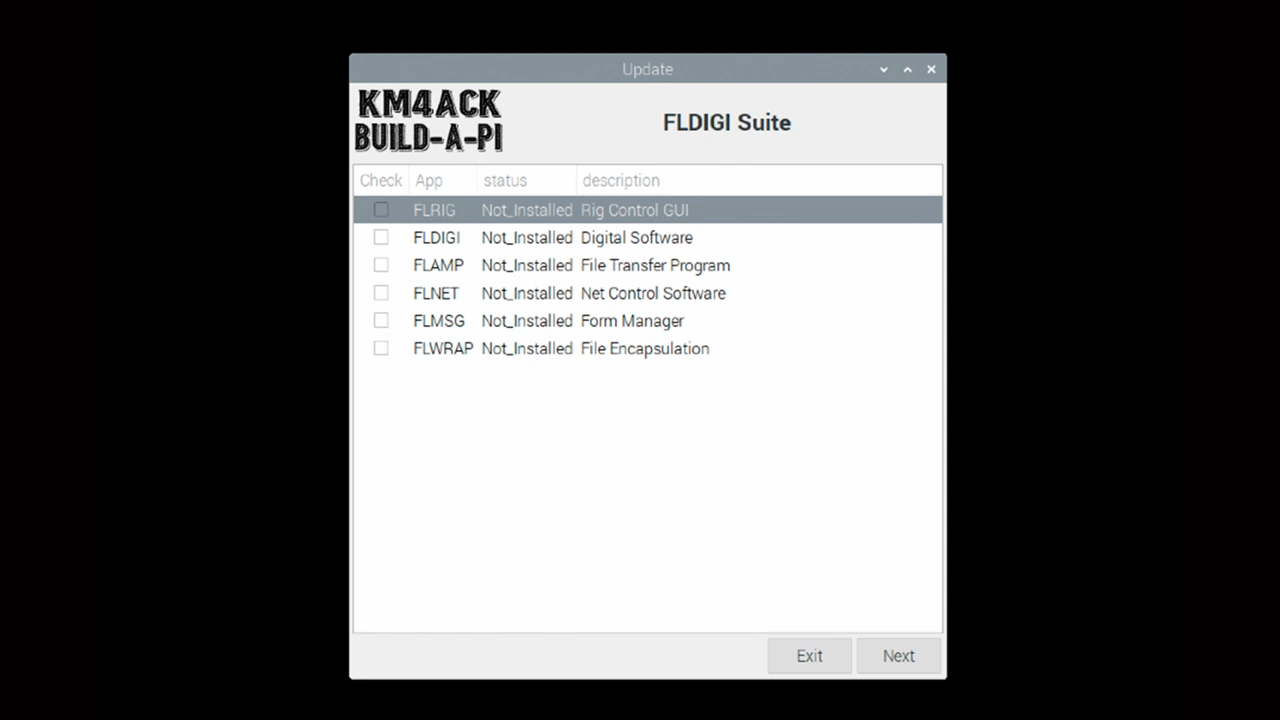 Update
KM4ACK
BUILD-A-PI
FLDIGI Suite
Check App status description
FLRIG Not_Installed Rig Control GUI
FLDIGI Not_Installed Digital Software
FLAMP Not_Installed File Transfer Program
FLNET Not_Installed Net Control Software
FLMSG Not_Installed Form Manager
FLWRAP Not_Installed File Encapsulation
Exit Next